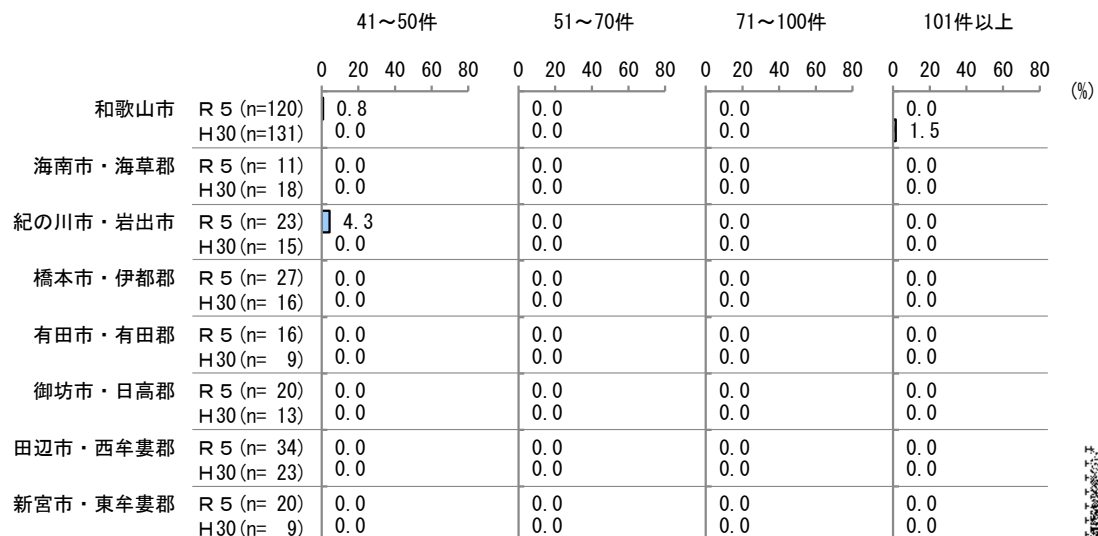 41～50件 51～70件 71～100件 101件以上
0 20 40 60 80 0 20 40 60 80 0 20 40 60 80 0 20 40 60 80
(%)
和歌山市 Ｒ５(n=120) 0.8 0.0 0.0 0.0
Ｈ30(n=131) 0.0 0.0 0.0 1.5
海南市・海草郡 Ｒ５(n= 11) 0.0 0.0 0.0 0.0
Ｈ30(n= 18) 0.0 0.0 0.0 0.0
紀の川市・岩出市 Ｒ５(n= 23) 4.3 0.0 0.0 0.0
Ｈ30(n= 15) 0.0 0.0 0.0 0.0
橋本市・伊都郡 Ｒ５(n= 27) 0.0 0.0 0.0 0.0
Ｈ30(n= 16) 0.0 0.0 0.0 0.0
有田市・有田郡 Ｒ５(n= 16) 0.0 0.0 0.0 0.0
Ｈ30(n=  9) 0.0 0.0 0.0 0.0
御坊市・日高郡 Ｒ５(n= 20) 0.0 0.0 0.0 0.0
Ｈ30(n= 13) 0.0 0.0 0.0 0.0
田辺市・西牟婁郡 Ｒ５(n= 34) 0.0 0.0 0.0 0.0
Ｈ30(n= 23) 0.0 0.0 0.0 0.0
新宮市・東牟婁郡 Ｒ５(n= 20) 0.0 0.0 0.0 0.0
Ｈ30(n=  9) 0.0 0.0 0.0 0.0